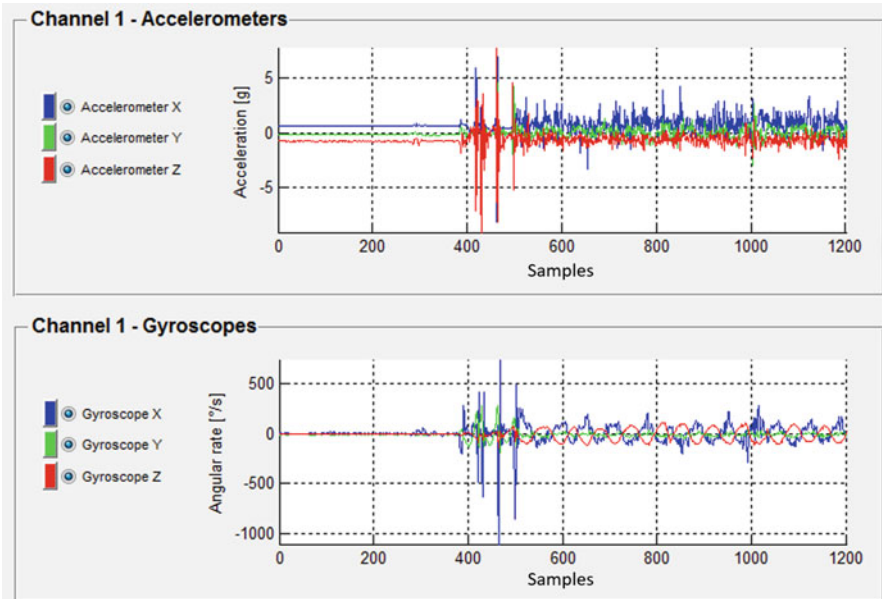 Channel 1 - Accelerometers
Accelerometer X
Accelerometer Y
Accelerometer Z
Acceleration [g]
5
0
-5
0 200 400 600 800 1000 1200
Samples
Channel 1 - Gyroscopes
Gyroscope X
Gyroscope Y
Gyroscope Z
Angular rate [°/s]
500
0
-500
-1000
0 200 400 600 800 1000 1200
Samples